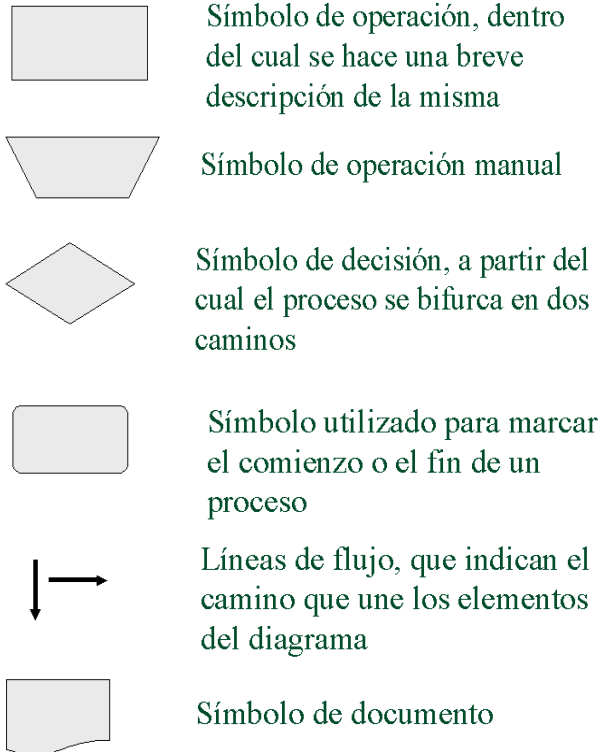 Símbolo de operación, dentro
del cual se hace una breve
descripción de la misma
Símbolo de operación manual
Símbolo de decisión, a partir del
cual el proceso se bifurca en dos
caminos
Símbolo utilizado para marcar
el comienzo o el fin de un
proceso
Líneas de flujo, que indican el
camino que une los elementos
del diagrama
Símbolo de documento